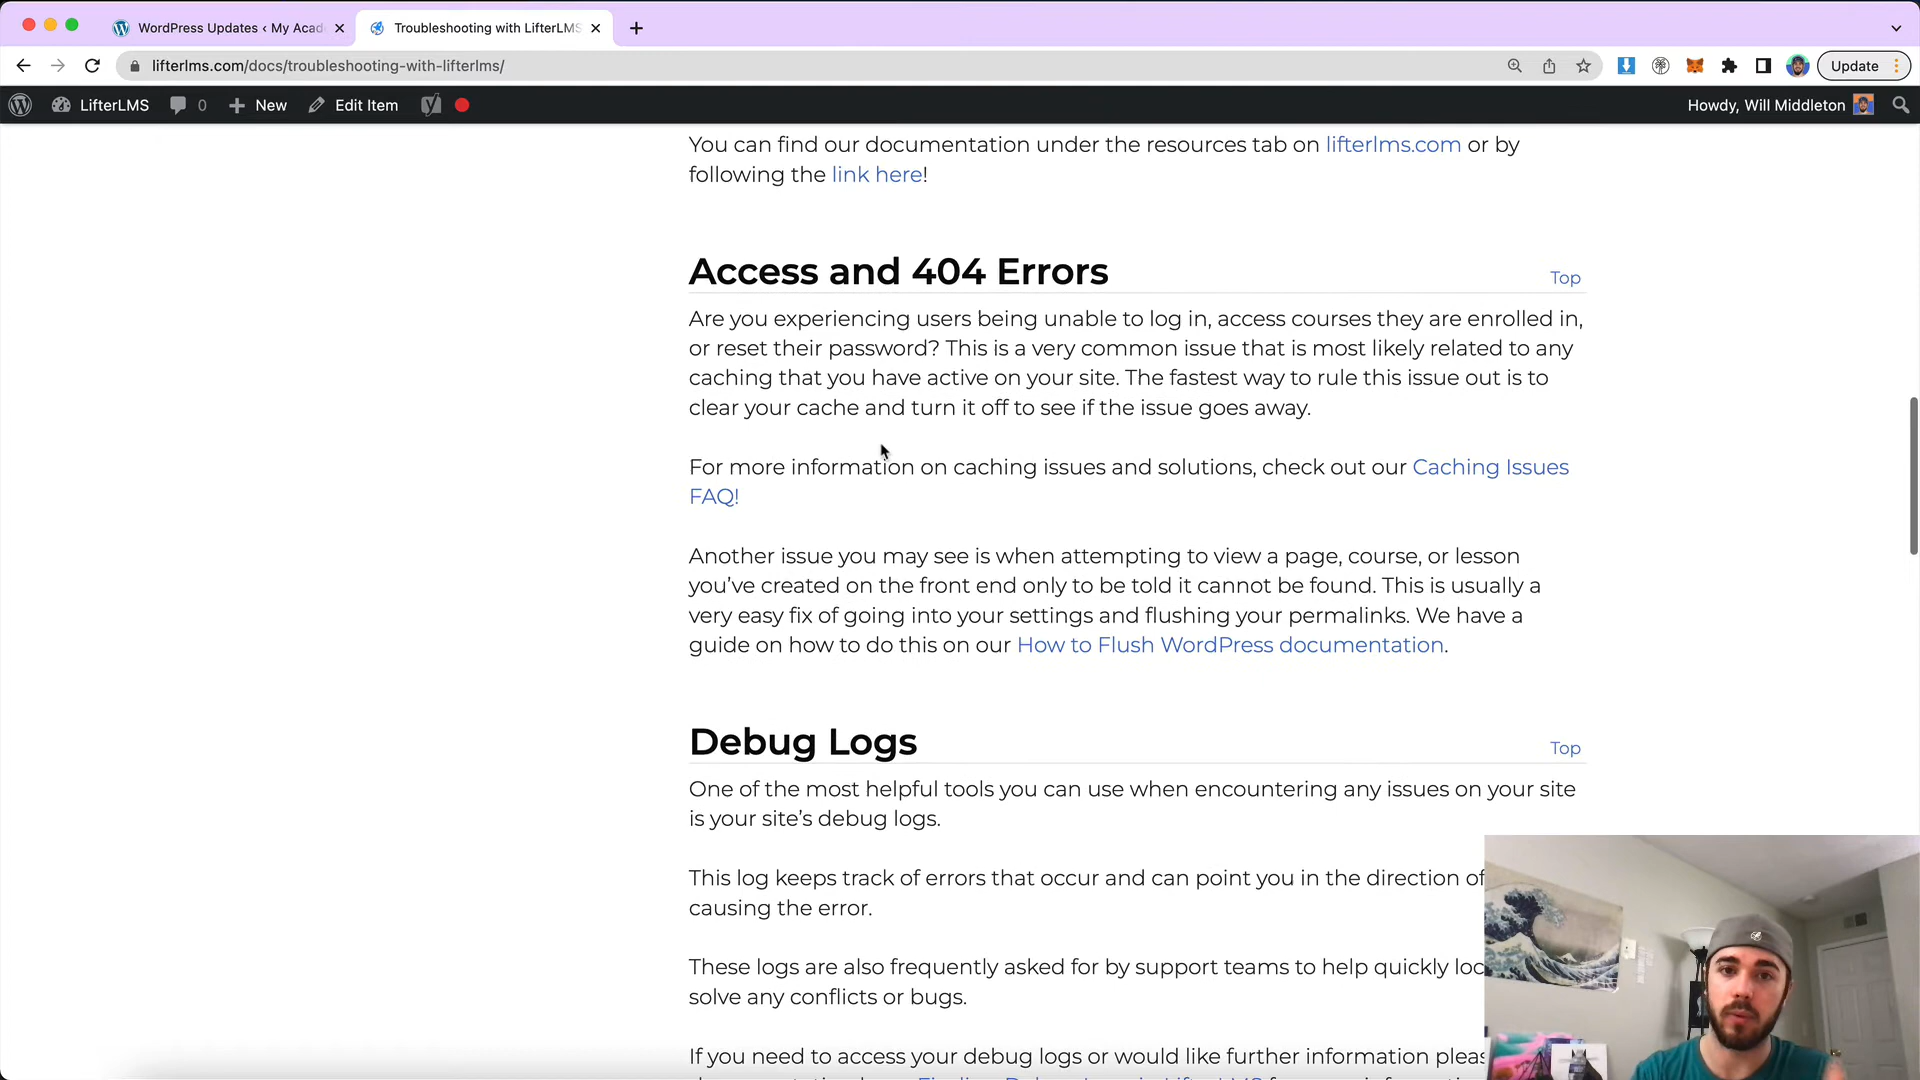 WordPress Updates ‹ My Acad
Troubleshooting with LifterLMS
lifterlms.com/docs/troubleshooting-with-lifterlms/
Update
LifterLMS
0
New
Edit Item
Howdy, Will Middleton
You can find our documentation under the resources tab on lifterlms.com or by
following the link here!
Access and 404 Errors
Top
Are you experiencing users being unable to log in, access courses they are enrolled in,
or reset their password? This is a very common issue that is most likely related to any
caching that you have active on your site. The fastest way to rule this issue out is to
clear your cache and turn it off to see if the issue goes away.
For more information on caching issues and solutions, check out our Caching Issues
FAQ!
Another issue you may see is when attempting to view a page, course, or lesson
you've created on the front end only to be told it cannot be found. This is usually a
very easy fix of going into your settings and flushing your permalinks. We have a
guide on how to do this on our How to Flush WordPress documentation.
Debug Logs
Top
One of the most helpful tools you can use when encountering any issues on your site
is your site's debug logs.
This log keeps track of errors that occur and can point you in the direction of
causing the error.
These logs are also frequently asked for by support teams to help quickly loc
solve any conflicts or bugs.
If you need to access your debug logs or would like further information pleas